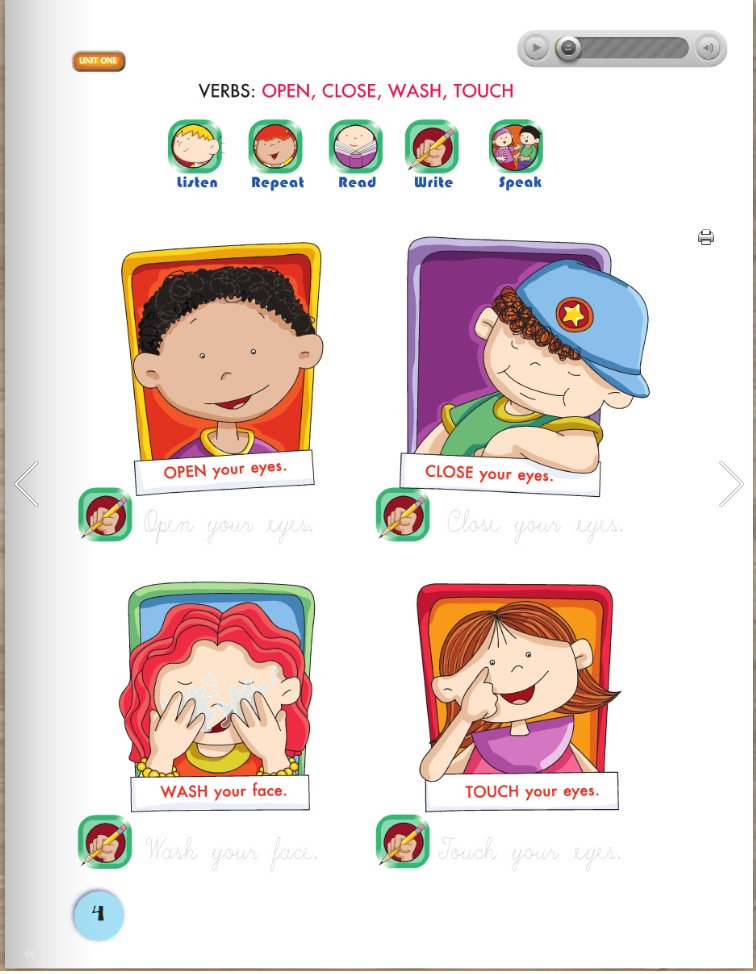 UNIT ONE
VERBS: OPEN, CLOSE, WASH, TOUCH
Listen Repeat Read Write Speak
OPEN your eyes.
CLOSE your eyes.
Open your eyes.
Close your eyes.
WASH your face.
TOUCH your eyes.
Wash your face.
Touch your eyes.
4
44